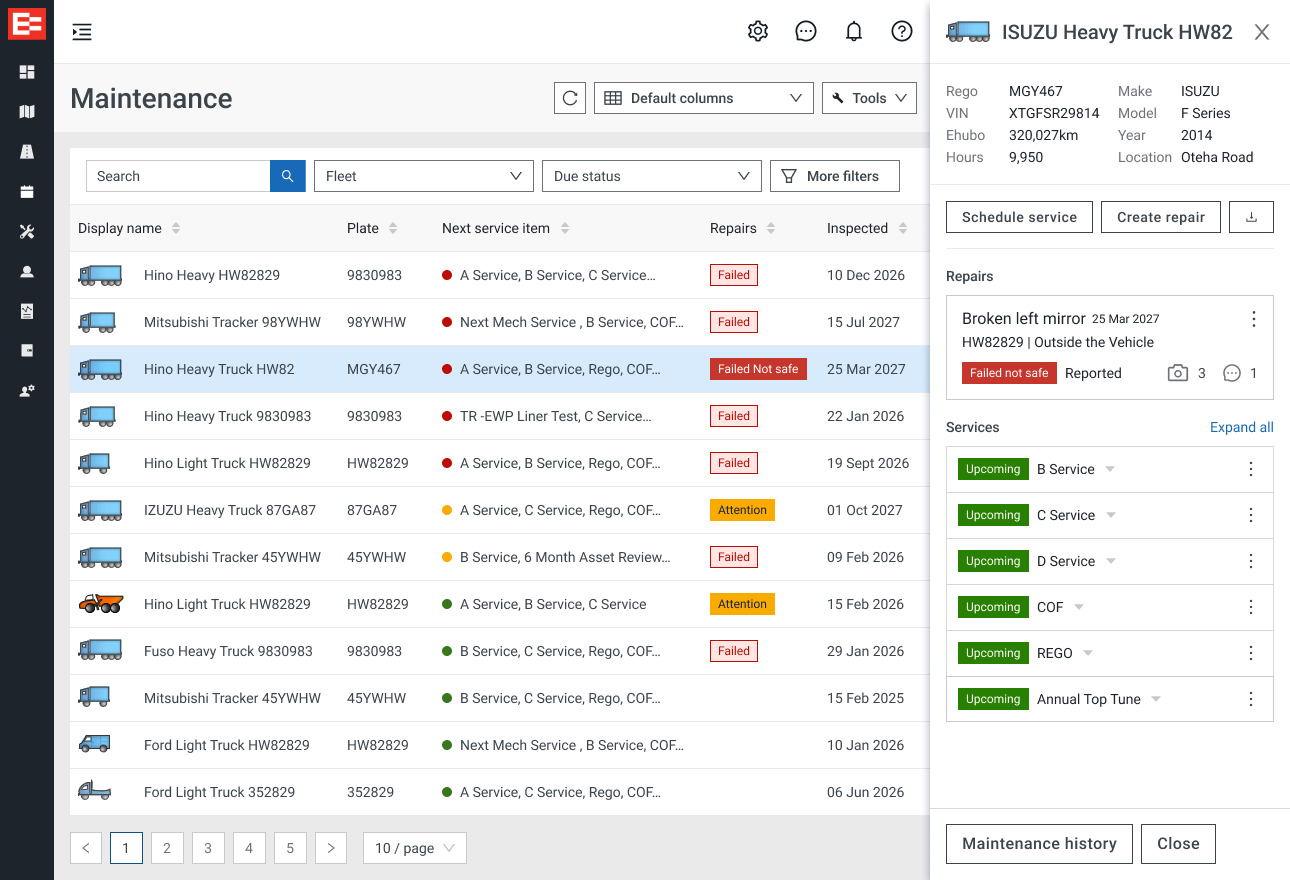 ISUZU Heavy Truck HW82
Maintenance
Default columns
Tools
Rego MGY467 Make ISUZU
VIN XTGFSR29814 Model F Series
Ehubo 320,027km Year 2014
Hours 9,950 Location Oteha Road
Search
Fleet
Due status
More filters
Schedule service
Create repair
Display name Plate Next service item Repairs Inspected
Hino Heavy HW82829 9830983 A Service, B Service, C Service... Failed 10 Dec 2026
Mitsubishi Tracker 98YWHW 98YWHW Next Mech Service , B Service, COF... Failed 15 Jul 2027
Hino Heavy Truck HW82 MGY467 A Service, B Service, Rego, COF... Failed Not safe 25 Mar 2027
Hino Heavy Truck 9830983 9830983 TR -EWP Liner Test, C Service... Failed 22 Jan 2026
Hino Light Truck HW82829 HW82829 A Service, B Service, Rego, COF... Failed 19 Sept 2026
IZUZU Heavy Truck 87GA87 87GA87 A Service, C Service, Rego, COF... Attention 01 Oct 2027
Mitsubishi Tracker 45YWHW 45YWHW B Service, 6 Month Asset Review... Failed 09 Feb 2026
Hino Light Truck HW82829 HW82829 A Service, B Service, C Service Attention 15 Feb 2026
Fuso Heavy Truck 9830983 9830983 B Service, C Service, Rego, COF... Failed 29 Jan 2026
Mitsubishi Tracker 45YWHW 45YWHW B Service, C Service, Rego, COF... 15 Feb 2025
Ford Light Truck HW82829 HW82829 Next Mech Service , B Service, COF... 10 Jan 2026
Ford Light Truck 352829 352829 A Service, C Service, Rego, COF... 06 Jun 2026
1 2 3 4 5 10 / page
Repairs
Broken left mirror 25 Mar 2027
HW82829 | Outside the Vehicle
Failed not safe Reported 3 1
Services Expand all
Upcoming B Service
Upcoming C Service
Upcoming D Service
Upcoming COF
Upcoming REGO
Upcoming Annual Top Tune
Maintenance history
Close